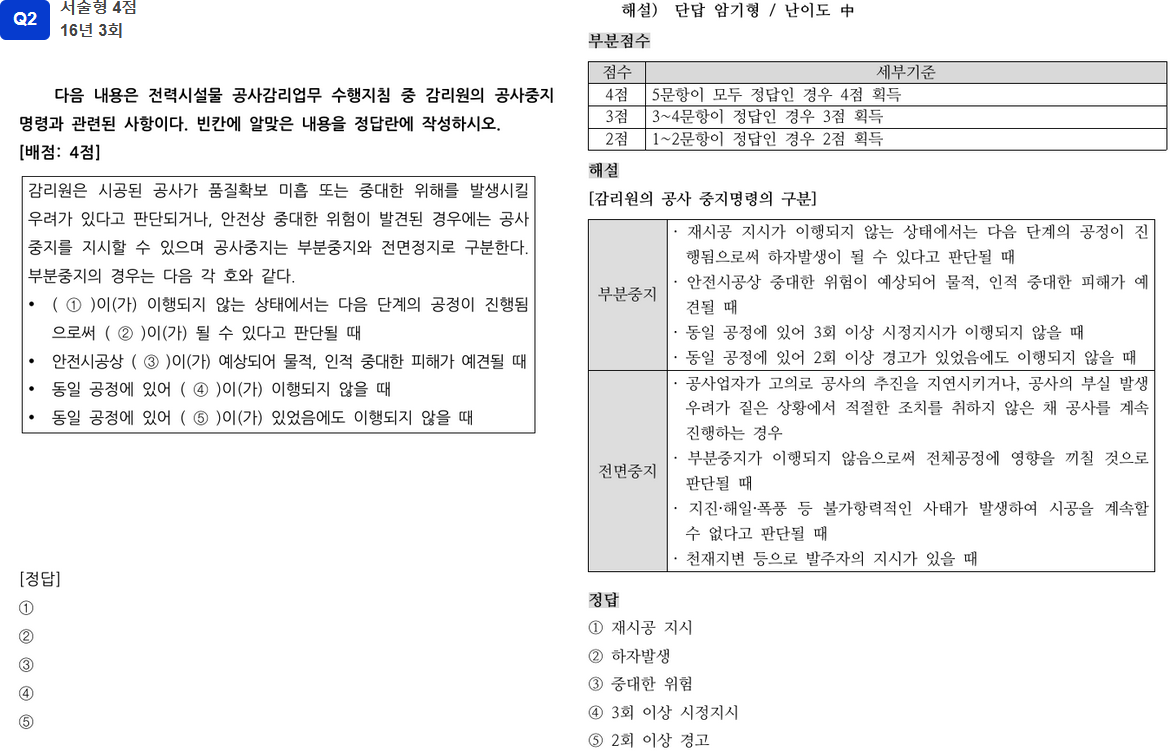 Q2
서술형 4점
16년 3회
다음 내용은 전력시설물 공사감리업무 수행지침 중 감리원의 공사중지
명령과 관련된 사항이다. 빈칸에 알맞은 내용을 정답란에 작성하시오.
[배점: 4점]
감리원은 시공된 공사가 품질확보 미흡 또는 중대한 위해를 발생시킬
우려가 있다고 판단되거나, 안전상 중대한 위험이 발견된 경우에는 공사
중지를 지시할 수 있으며 공사중지는 부분중지와 전면정지로 구분한다.
부분중지의 경우는 다음 각 호와 같다.
• ( ① )이(가) 이행되지 않는 상태에서는 다음 단계의 공정이 진행됨
으로써 ( ② )이(가) 될 수 있다고 판단될 때
• 안전시공상 ( ③ )이(가) 예상되어 물적, 인적 중대한 피해가 예견될 때
• 동일 공정에 있어 ( ④ )이(가) 이행되지 않을 때
• 동일 공정에 있어 ( ⑤ )이(가) 있었음에도 이행되지 않을 때
[정답]
①
②
③
④
⑤
해설) 단답 암기형 / 난이도 中
부분점수
점수 세부기준
4점 5문항이 모두 정답인 경우 4점 획득
3점 3~4문항이 정답인 경우 3점 획득
2점 1~2문항이 정답인 경우 2점 획득
해설
[감리원의 공사 중지명령의 구분]
부분중지
· 재시공 지시가 이행되지 않는 상태에서는 다음 단계의 공정이 진
행됨으로써 하자발생이 될 수 있다고 판단될 때
· 안전시공상 중대한 위험이 예상되어 물적, 인적 중대한 피해가 예
견될 때
· 동일 공정에 있어 3회 이상 시정지시가 이행되지 않을 때
· 동일 공정에 있어 2회 이상 경고가 있었음에도 이행되지 않을 때
전면중지
· 공사업자가 고의로 공사의 추진을 지연시키거나, 공사의 부실 발생
우려가 짙은 상황에서 적절한 조치를 취하지 않은 채 공사를 계속
진행하는 경우
· 부분중지가 이행되지 않음으로써 전체공정에 영향을 끼칠 것으로
판단될 때
· 지진·해일·폭풍 등 불가항력적인 사태가 발생하여 시공을 계속할
수 없다고 판단될 때
· 천재지변 등으로 발주자의 지시가 있을 때
정답
① 재시공 지시
② 하자발생
③ 중대한 위험
④ 3회 이상 시정지시
⑤ 2회 이상 경고